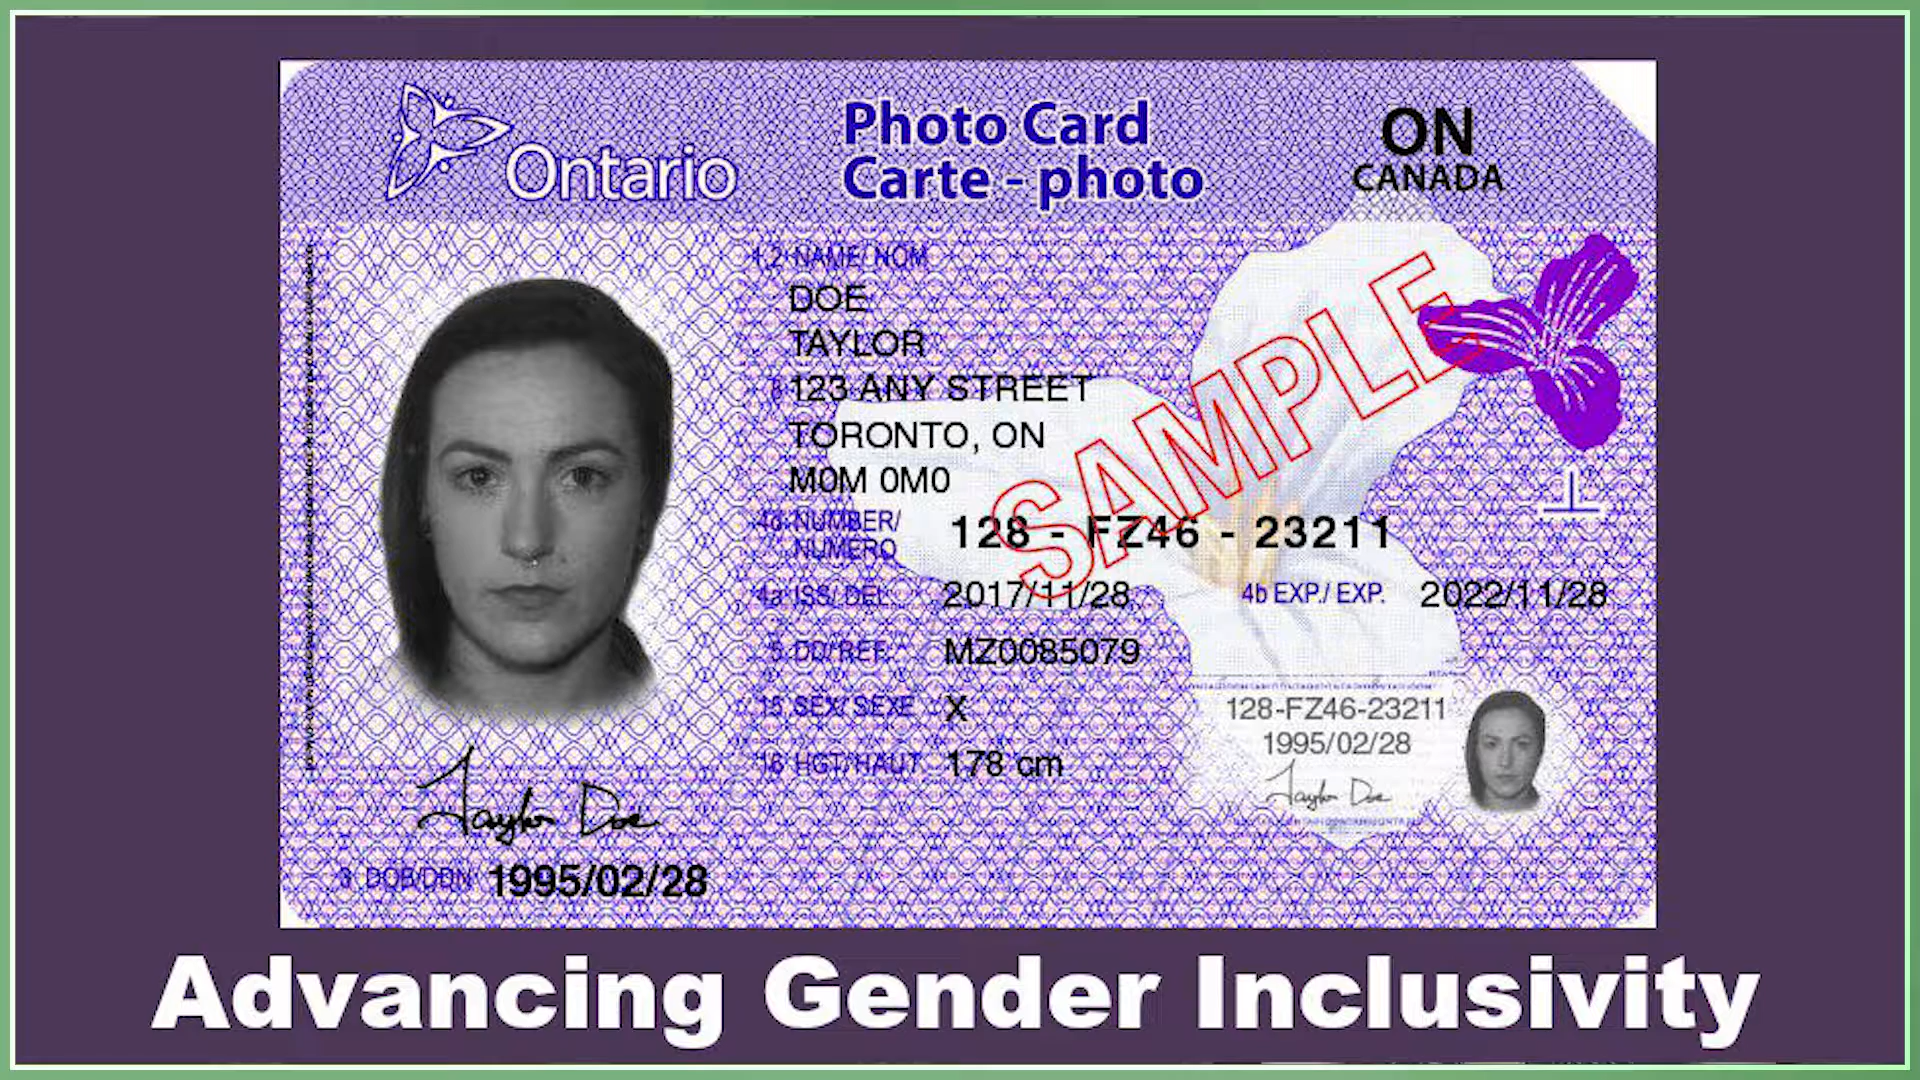 Ontario
Photo Card
Carte - photo
ON
CANADA
1,2 NAME/ NOM
DOE
TAYLOR
8 123 ANY STREET
TORONTO, ON
M0M 0M0
SAMPLE
4d NUMBER/
NUMERO
128 - FZ46 - 23211
4a ISS/ DEL. 2017/11/28 4b EXP./ EXP. 2022/11/28
5 DD/REF. MZ0085079
15 SEX/ SEXE X
16 HGT/HAUT. 178 cm
128-FZ46-23211
1995/02/28
Taylor Doe
Taylor Doe
3 DOB/DDN 1995/02/28
Advancing Gender Inclusivity